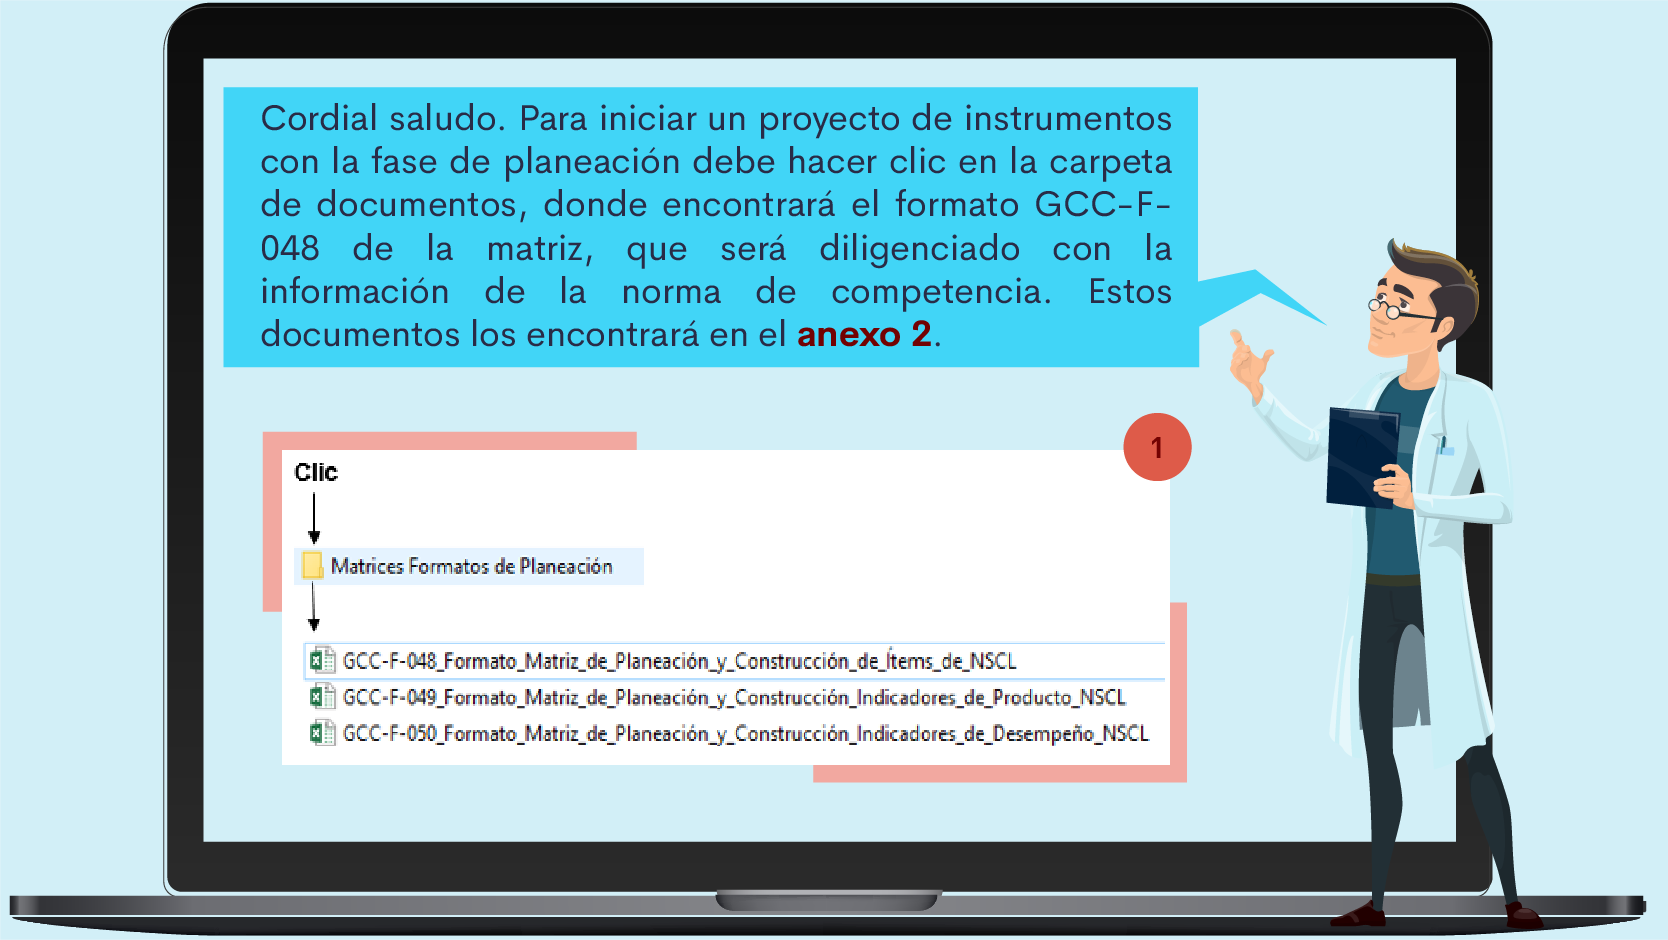 Cordial saludo. Para iniciar un proyecto de instrumentos
con la fase de planeación debe hacer clic en la carpeta
de documentos, donde encontrará el formato GCC-F-
048 de la matriz, que será diligenciado con la
información de la norma de competencia. Estos
documentos los encontrará en el anexo 2.
1
Clic
Matrices Formatos de Planeación
GCC-F-048_Formato_Matriz_de_Planeación_y_Construcción_de_Ítems_de_NSCL
GCC-F-049_Formato_Matriz_de_Planeación_y_Construcción_Indicadores_de_Producto_NSCL
GCC-F-050_Formato_Matriz_de_Planeación_y_Construcción_Indicadores_de_Desempeño_NSCL